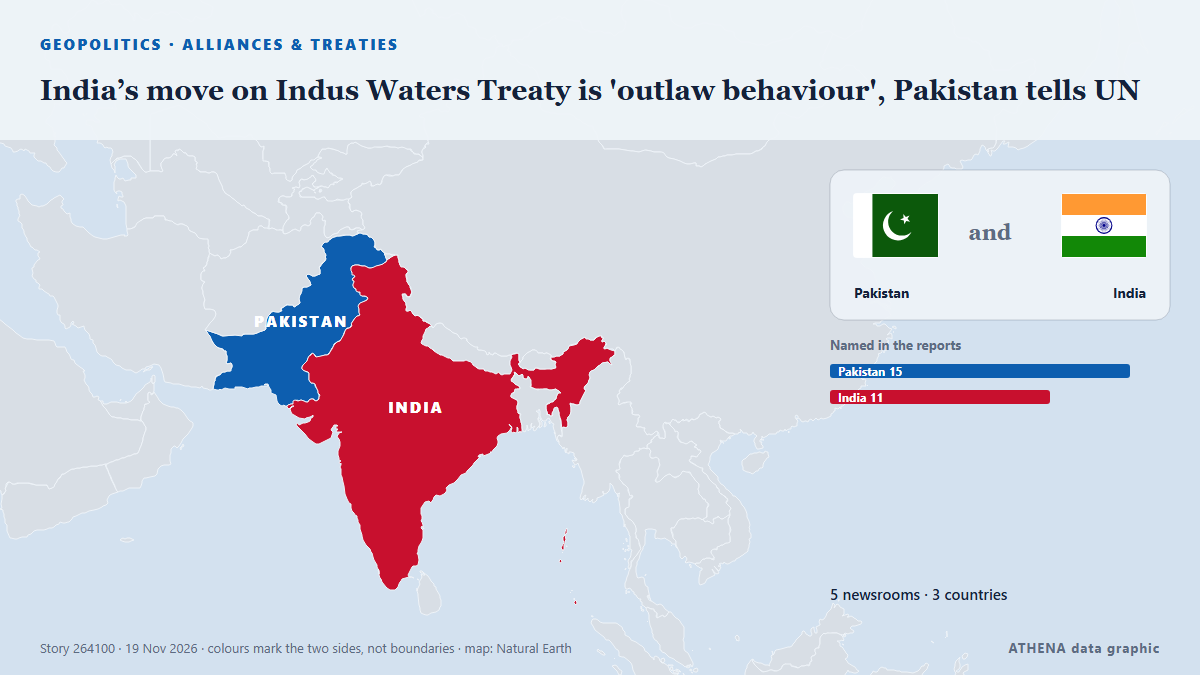 GEOPOLITICS · ALLIANCES & TREATIES
India’s move on Indus Waters Treaty is 'outlaw behaviour', Pakistan tells UN
and
Pakistan
India
Named in the reports
Pakistan 15
India 11
PAKISTAN
INDIA
5 newsrooms · 3 countries
Story 264100 · 19 Nov 2026 · colours mark the two sides, not boundaries · map: Natural Earth
ATHENA data graphic